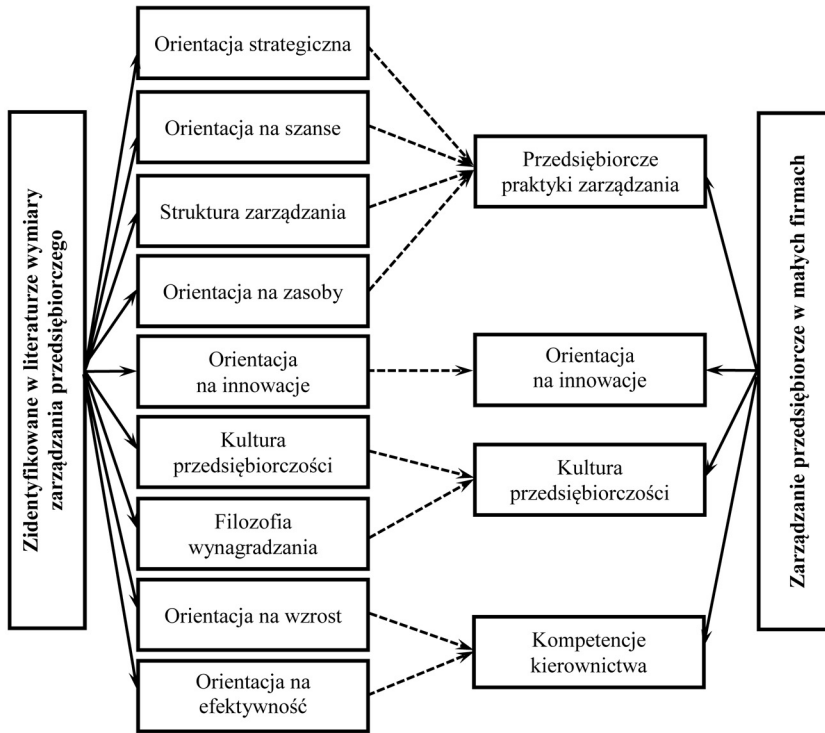 Zidentyfikowane w literaturze wymiary
zarządzania przedsiębiorczego
Orientacja strategiczna
Orientacja na szanse
Struktura zarządzania
Orientacja na zasoby
Orientacja
na innowacje
Kultura
przedsiębiorczości
Filozofia
wynagradzania
Orientacja na wzrost
Orientacja na
efektywność
Przedsiębiorcze
praktyki zarządzania
Orientacja
na innowacje
Kultura
przedsiębiorczości
Kompetencje
kierownictwa
Zarządzanie przedsiębiorcze w małych firmach